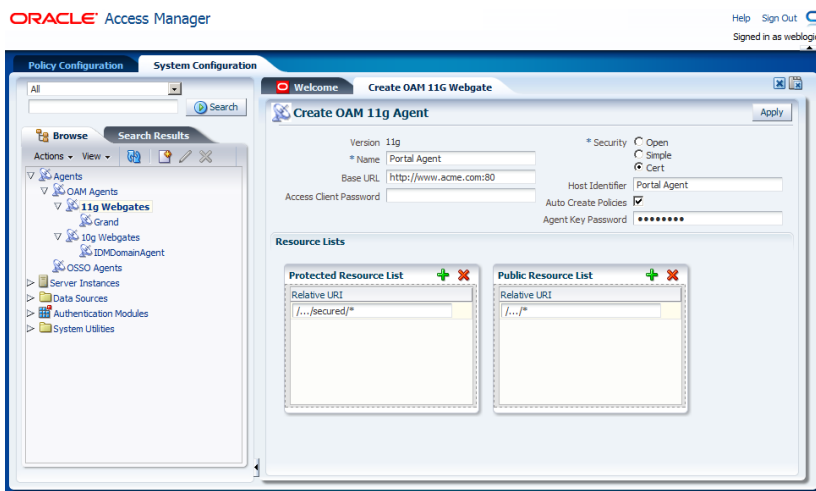 ORACLE Access Manager
Help Sign Out
Signed in as weblogic
Policy Configuration System Configuration
All
Search
Browse Search Results
Actions View
Agents
OAM Agents
11g Webgates
Grand
10g Webgates
IDMDomainAgent
OSSO Agents
Server Instances
Data Sources
Authentication Modules
System Utilities
Welcome Create OAM 11G Webgate
Create OAM 11g Agent Apply
Version 11g
* Name Portal Agent
Base URL http://www.acme.com:80
Access Client Password
* Security Open
Simple
Cert
Host Identifier Portal Agent
Auto Create Policies
Agent Key Password ••••••••
Resource Lists
Protected Resource List
Relative URI
/.../secured/*
Public Resource List
Relative URI
/.../*